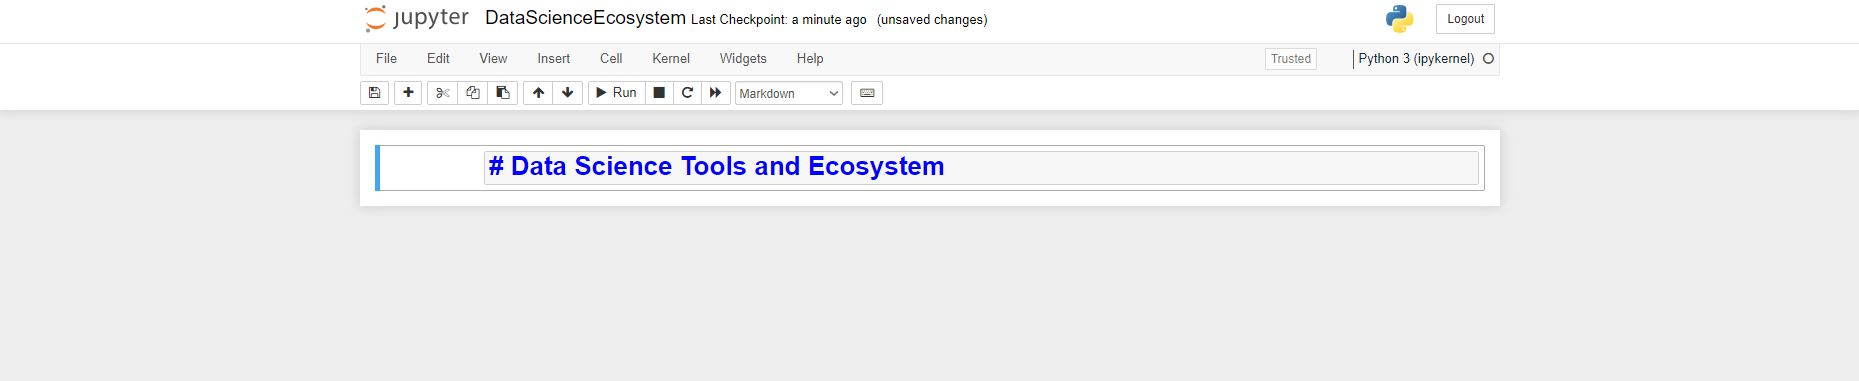 jupyter DataScienceEcosystem Last Checkpoint: a minute ago (unsaved changes) Logout
File Edit View Insert Cell Kernel Widgets Help Trusted Python 3 (ipykernel)
Run Markdown
# Data Science Tools and Ecosystem